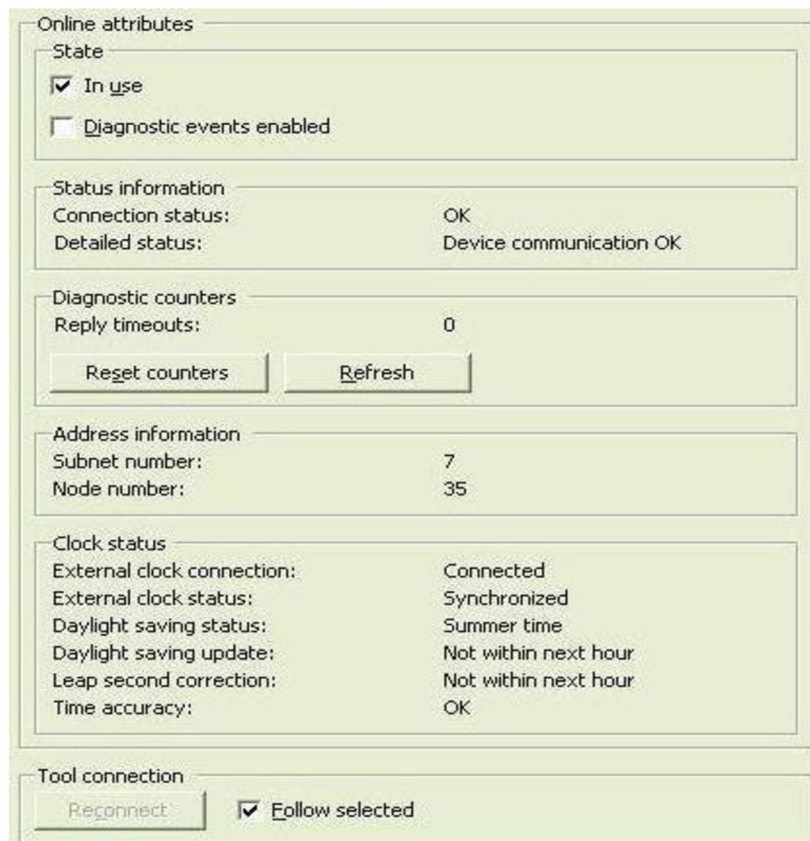 Online attributes
State
In use
Diagnostic events enabled
Status information
Connection status: OK
Detailed status: Device communication OK
Diagnostic counters
Reply timeouts: 0
Reset counters Refresh
Address information
Subnet number: 7
Node number: 35
Clock status
External clock connection: Connected
External clock status: Synchronized
Daylight saving status: Summer time
Daylight saving update: Not within next hour
Leap second correction: Not within next hour
Time accuracy: OK
Tool connection
Reconnect Follow selected